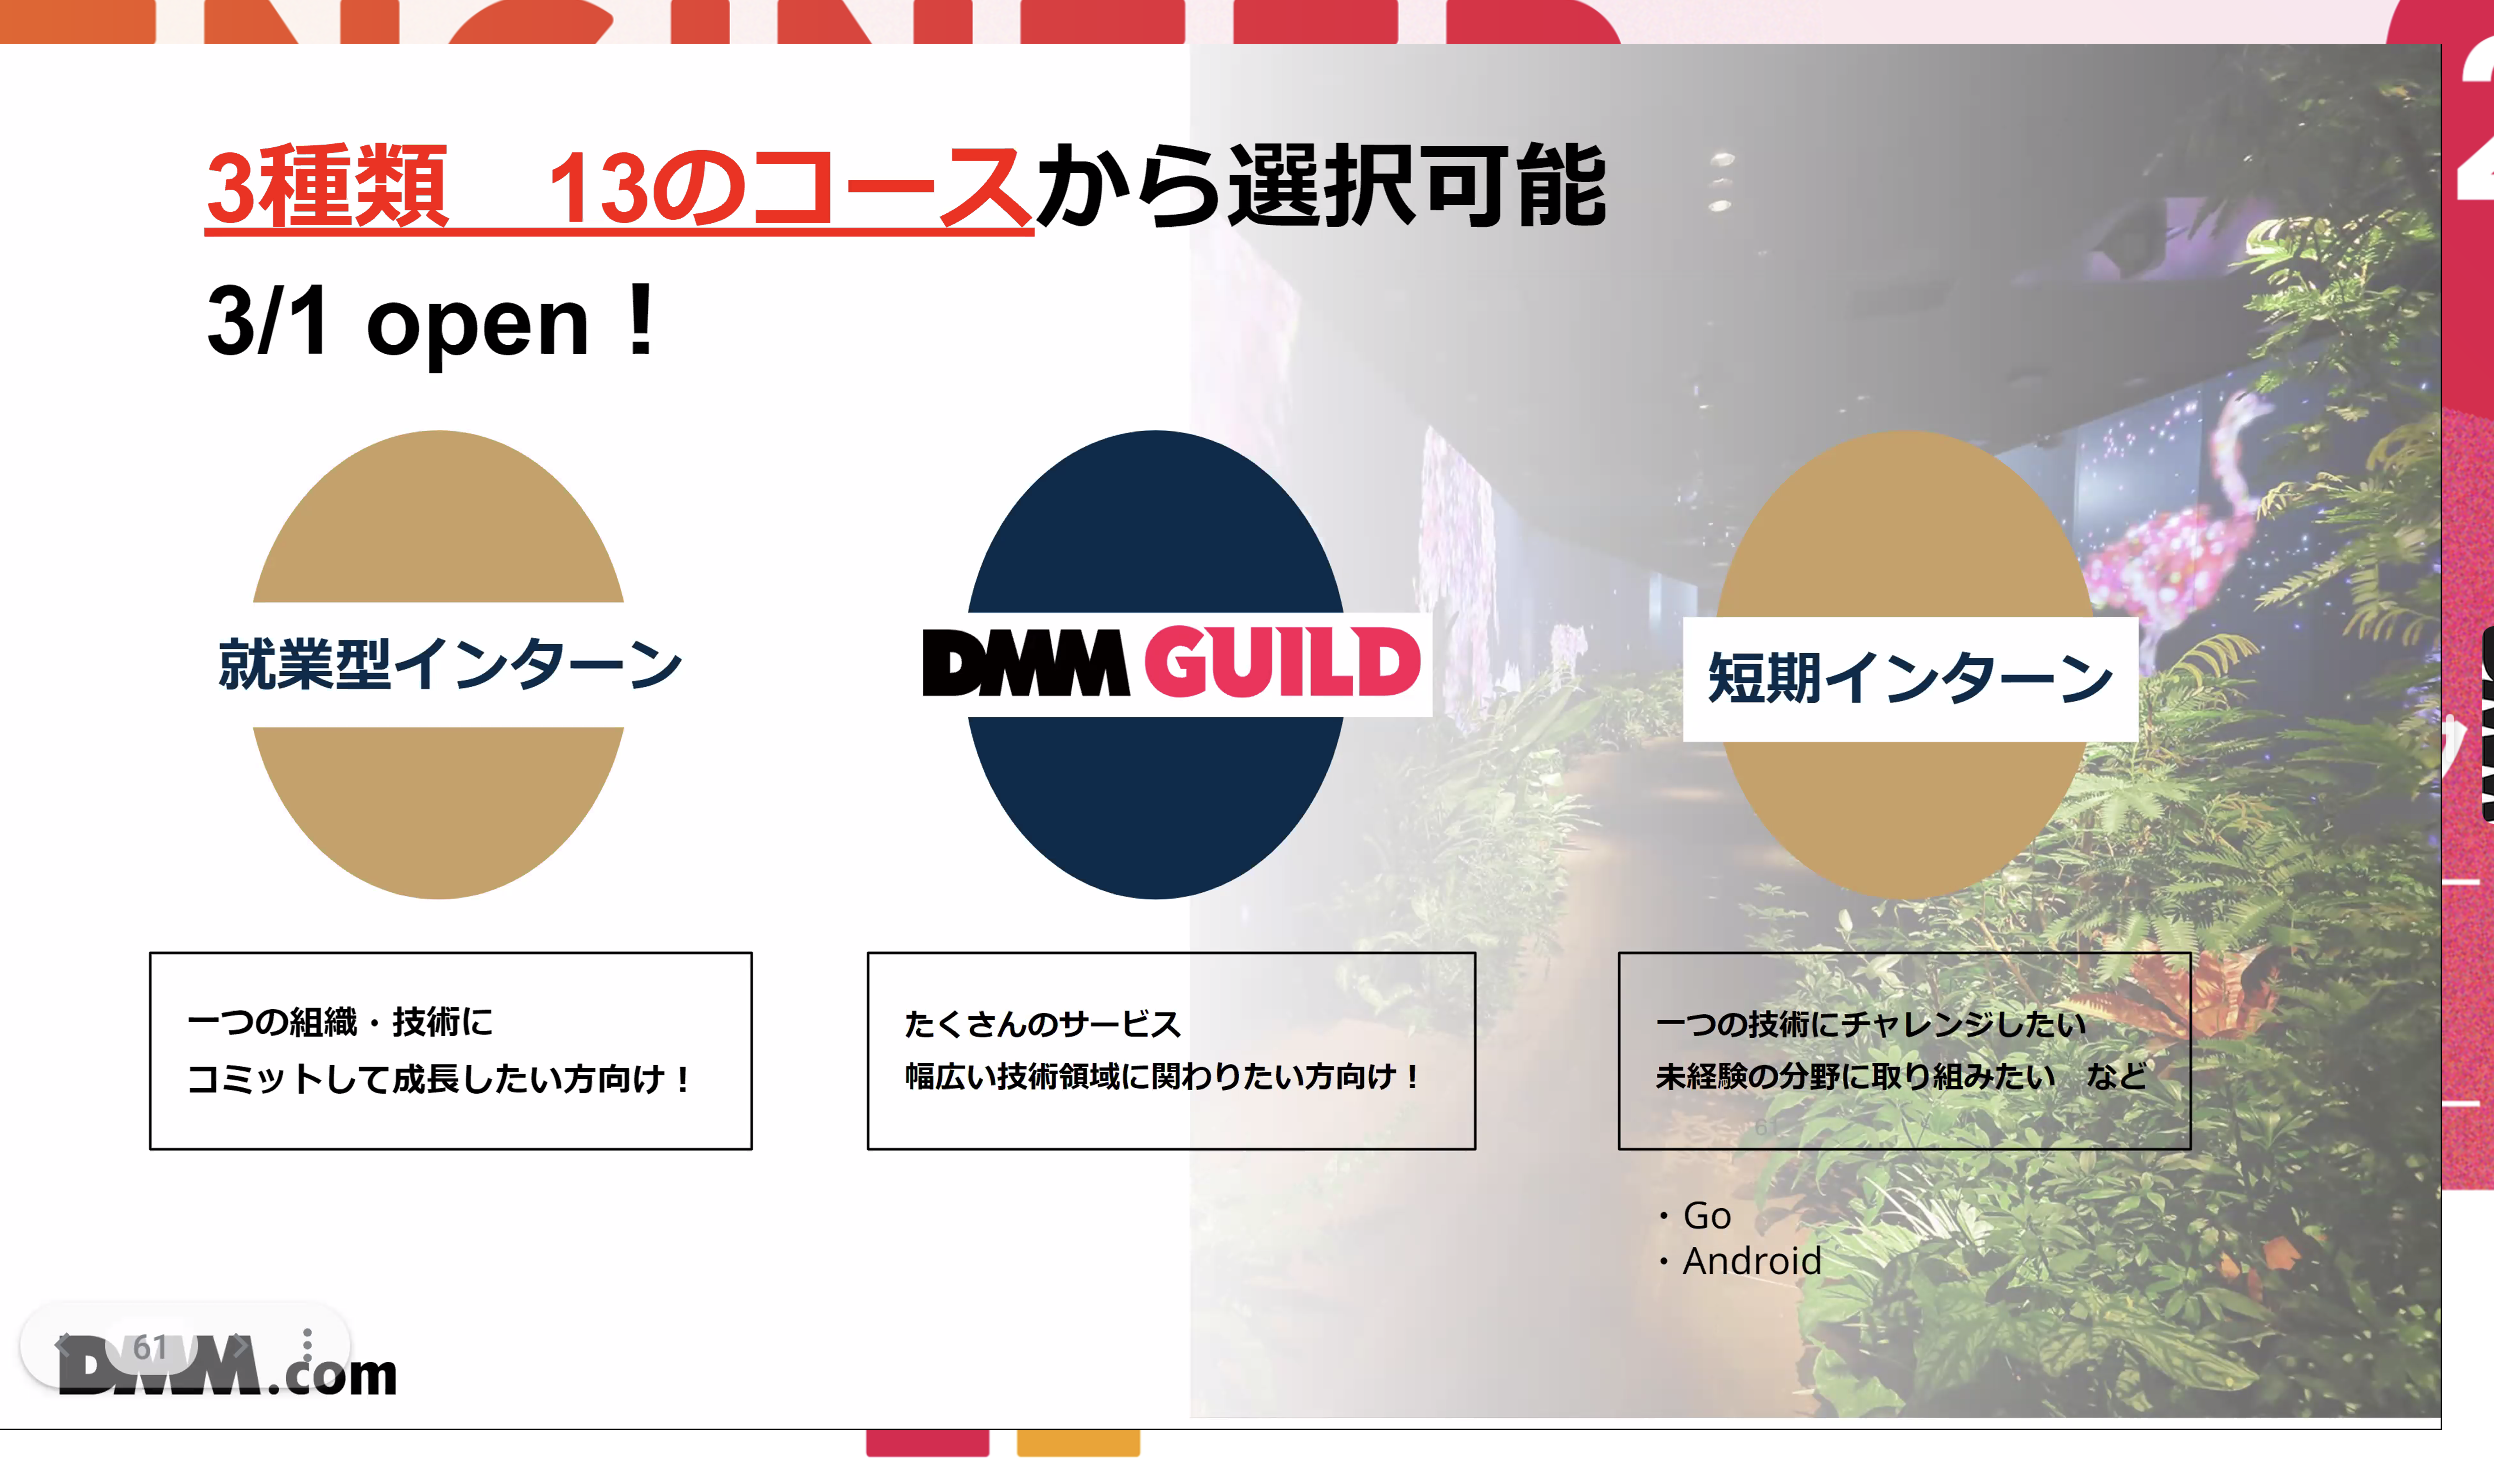 3種類　13のコースから選択可能
3/1 open！
就業型インターン
DMM GUILD
短期インターン
一つの組織・技術に
コミットして成長したい方向け！
たくさんのサービス
幅広い技術領域に関わりたい方向け！
一つの技術にチャレンジしたい
未経験の分野に取り組みたい　など
61
・Go
・Android
61
DMM.com